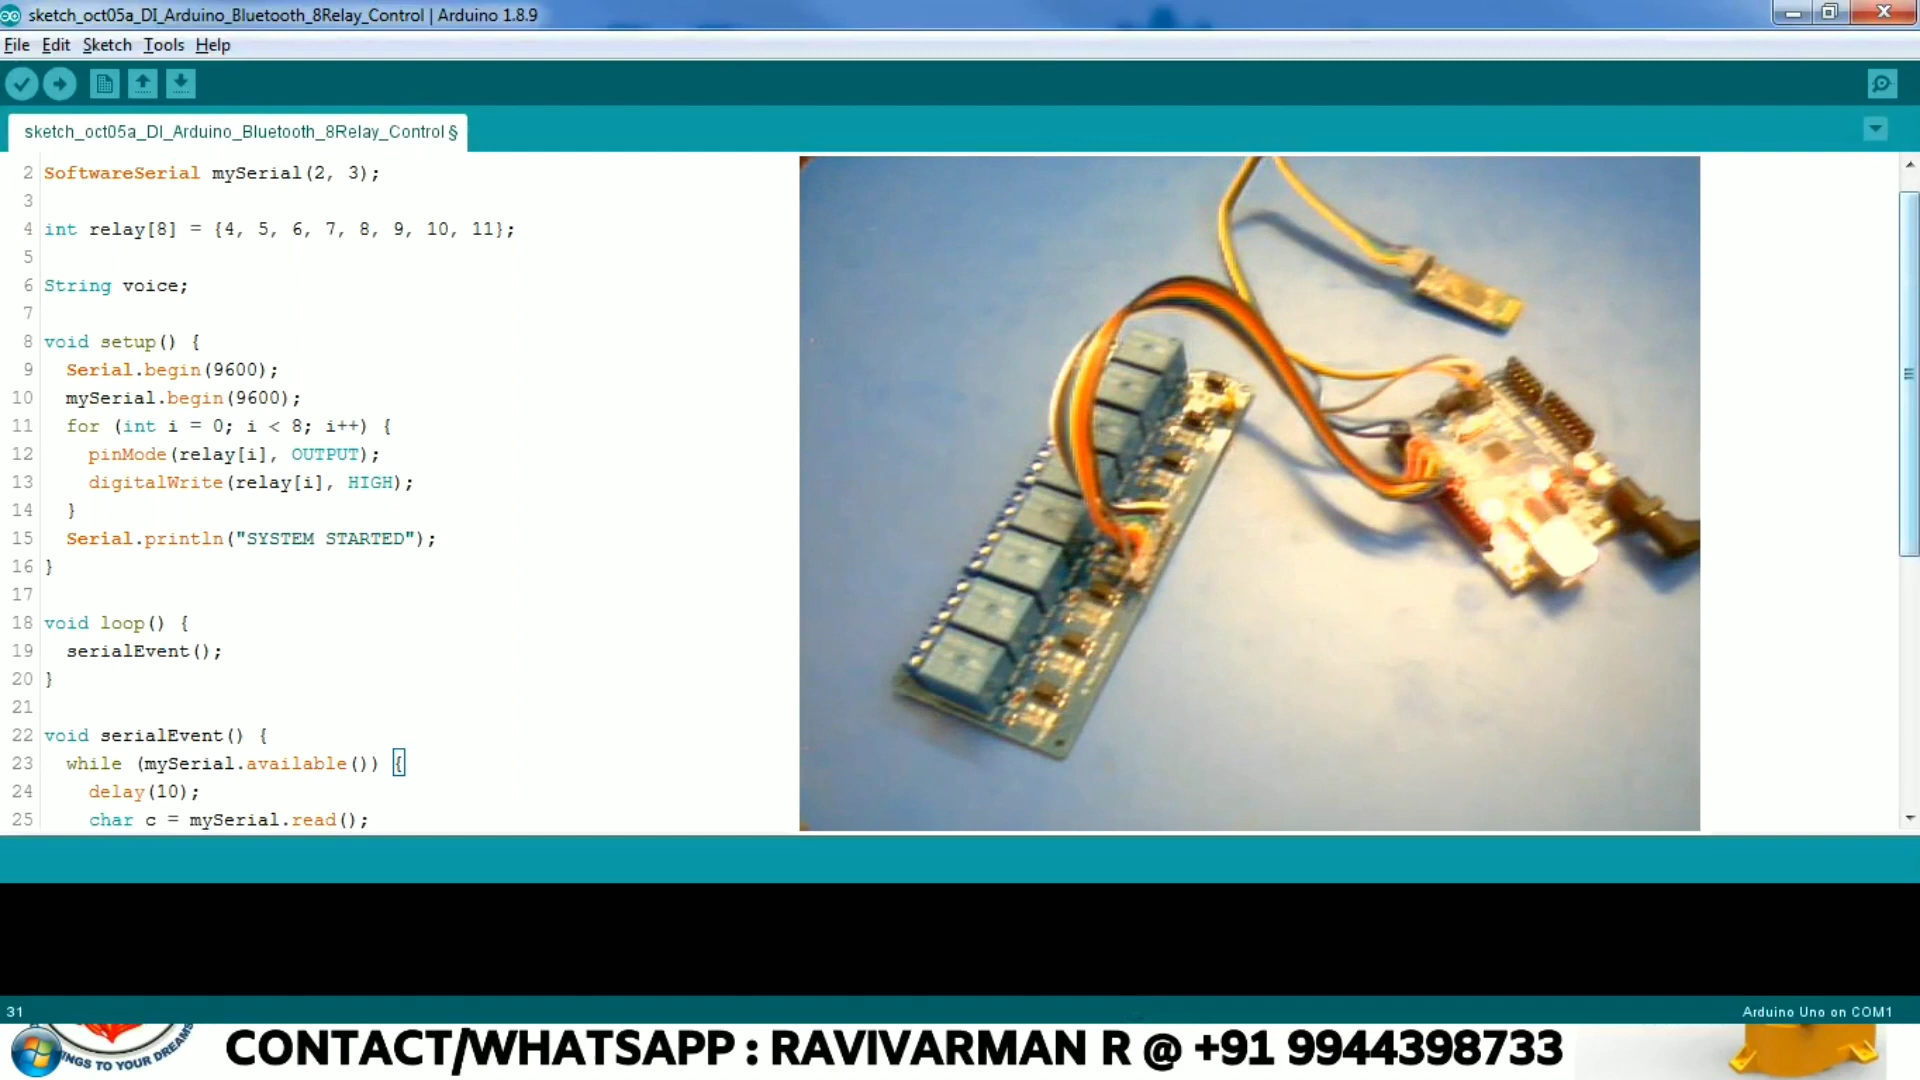 sketch_oct05a_DI_Arduino_Bluetooth_8Relay_Control | Arduino 1.8.9
File Edit Sketch Tools Help
sketch_oct05a_DI_Arduino_Bluetooth_8Relay_Control §
2 SoftwareSerial mySerial(2, 3);
3
4 int relay[8] = {4, 5, 6, 7, 8, 9, 10, 11};
5
6 String voice;
7
8 void setup() {
9 Serial.begin(9600);
10 mySerial.begin(9600);
11 for (int i = 0; i < 8; i++) {
12 pinMode(relay[i], OUTPUT);
13 digitalWrite(relay[i], HIGH);
14 }
15 Serial.println("SYSTEM STARTED");
16 }
17
18 void loop() {
19 serialEvent();
20 }
21
22 void serialEvent() {
23 while (mySerial.available()) {
24 delay(10);
25 char c = mySerial.read();
31
Arduino Uno on COM1
TO YOUR DREAMS
CONTACT/WHATSAPP : RAVIVARMAN R @ +91 9944398733